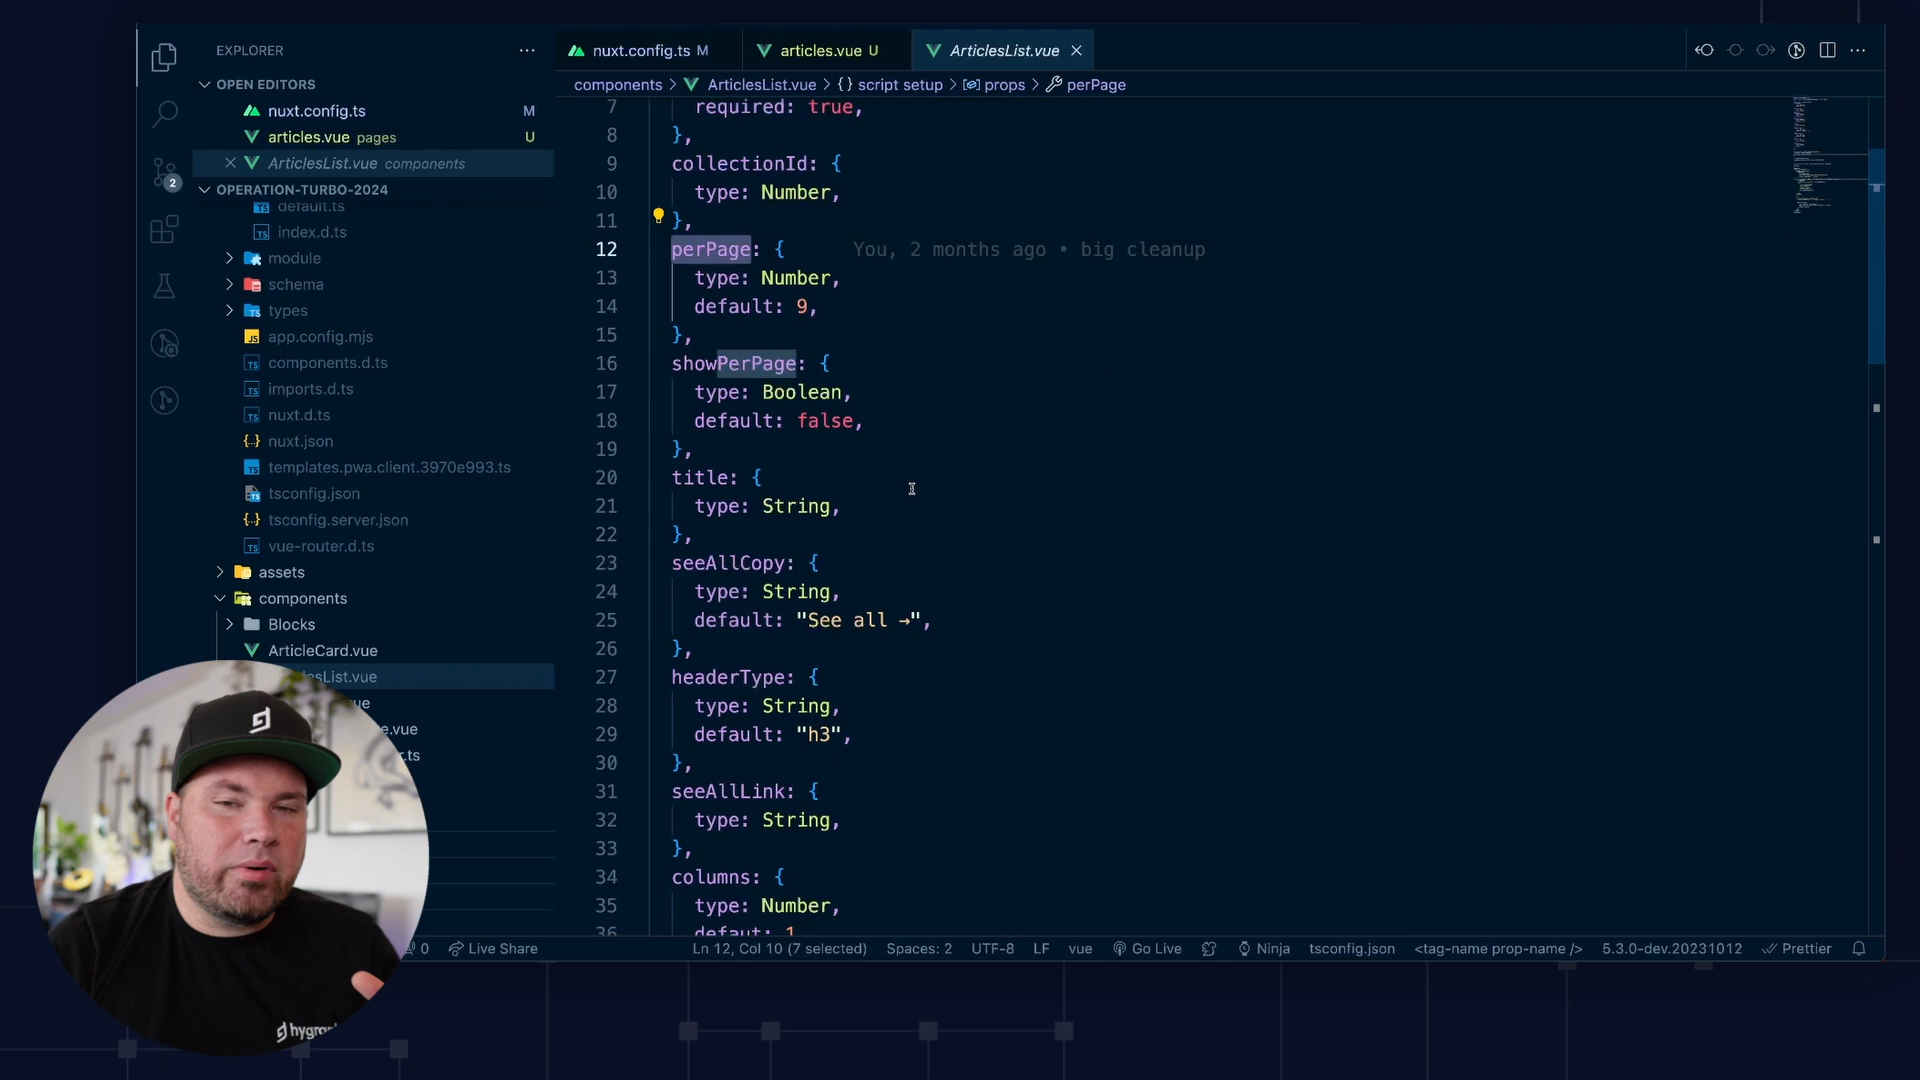 EXPLORER
OPEN EDITORS
nuxt.config.ts M
articles.vue pages U
ArticlesList.vue components
2
OPERATION-TURBO-2024
default.ts
index.d.ts
module
schema
types
app.config.mjs
components.d.ts
imports.d.ts
nuxt.d.ts
nuxt.json
templates.pwa.client.3970e993.ts
tsconfig.json
tsconfig.server.json
vue-router.d.ts
assets
components
Blocks
ArticleCard.vue
nuxt.config.ts M
articles.vue U
ArticlesList.vue
components > ArticlesList.vue > {} script setup > props > perPage
7 required: true,
8 },
9 collectionId: {
10 type: Number,
11 },
12 perPage: { You, 2 months ago • big cleanup
13 type: Number,
14 default: 9,
15 },
16 showPerPage: {
17 type: Boolean,
18 default: false,
19 },
20 title: {
21 type: String,
22 },
23 seeAllCopy: {
24 type: String,
25 default: "See all →",
26 },
27 headerType: {
28 type: String,
29 default: "h3",
30 },
31 seeAllLink: {
32 type: String,
33 },
34 columns: {
35 type: Number,
36
0 Live Share Ln 12, Col 10 (7 selected) Spaces: 2 UTF-8 LF vue Go Live Ninja tsconfig.json <tag-name prop-name /> 5.3.0-dev.20231012 Prettier